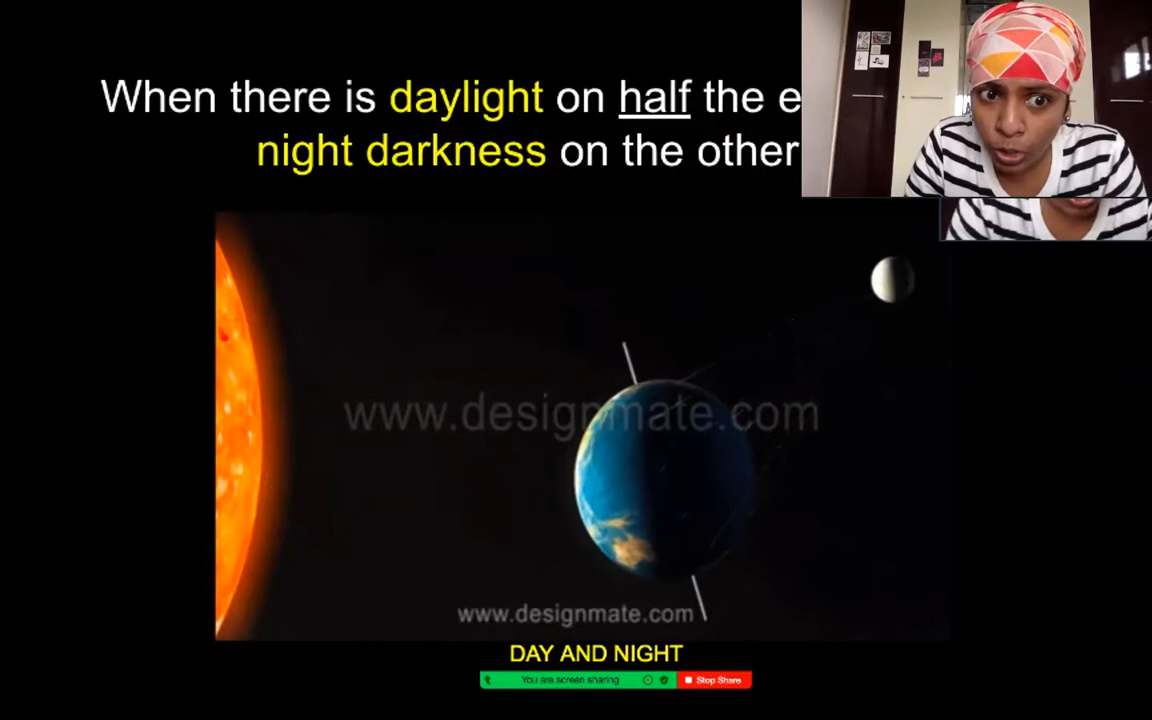 When there is daylight on half the e
night darkness on the other
www.designmate.com
www.designmate.com
DAY AND NIGHT
You are screen sharing
Stop Share